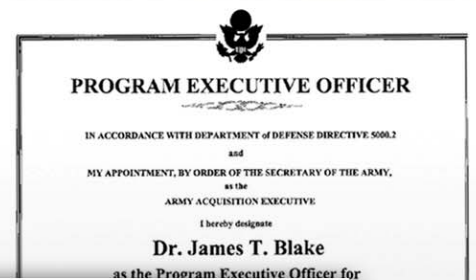 PROGRAM EXECUTIVE OFFICER
IN ACCORDANCE WITH DEPARTMENT of DEFENSE DIRECTIVE 5000.2
and
MY APPOINTMENT, BY ORDER OF THE SECRETARY OF THE ARMY,
as the
ARMY ACQUISITION EXECUTIVE
I hereby designate
Dr. James T. Blake
as the Program Executive Officer for